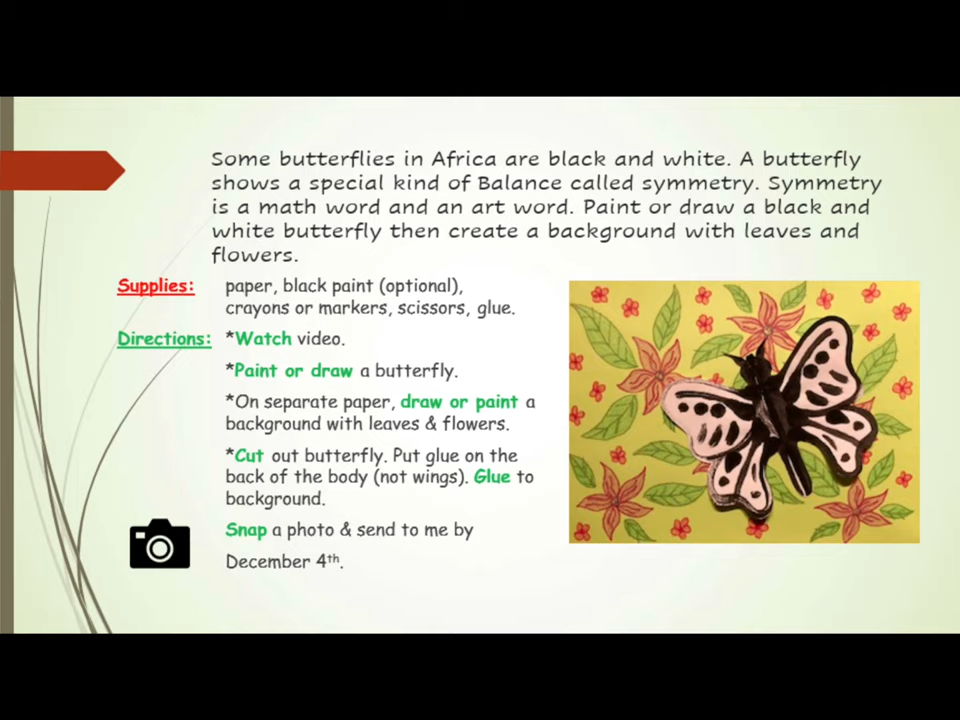 Some butterflies in Africa are black and white. A butterfly
shows a special kind of Balance called symmetry. Symmetry
is a math word and an art word. Paint or draw a black and
white butterfly then create a background with leaves and
flowers.
Supplies: paper, black paint (optional),
crayons or markers, scissors, glue.
Directions: *Watch video.
*Paint or draw a butterfly.
*On separate paper, draw or paint a
background with leaves & flowers.
*Cut out butterfly. Put glue on the
back of the body (not wings). Glue to
background.
Snap a photo & send to me by
December 4th.